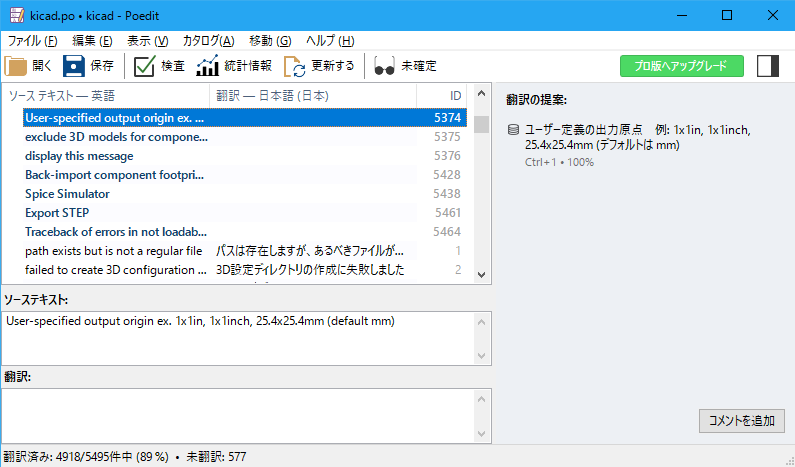 kicad.po • kicad - Poedit
ファイル (F) 編集 (E) 表示 (V) カタログ(A) 移動 (G) ヘルプ (H)
開く 保存 検査 統計情報 更新する 未確定 プロ版へアップグレード
ソーステキスト — 英語 翻訳 — 日本語 (日本) ID
User-specified output origin ex. ... 5374
exclude 3D models for compone... 5375
display this message 5376
Back-import component footpri... 5428
Spice Simulator 5438
Export STEP 5461
Traceback of errors in not loadab... 5464
path exists but is not a regular file パスは存在しますが、あるべきファイルが... 1
failed to create 3D configuration ... 3D設定ディレクトリの作成に失敗しました 2
ソーステキスト:
User-specified output origin ex. 1x1in, 1x1inch, 25.4x25.4mm (default mm)
翻訳:
翻訳の提案:
ユーザー定義の出力原点 例: 1x1in, 1x1inch,
25.4x25.4mm (デフォルトは mm)
Ctrl+1 • 100%
コメントを追加
翻訳済み: 4918/5495件中 (89 %) • 未翻訳: 577